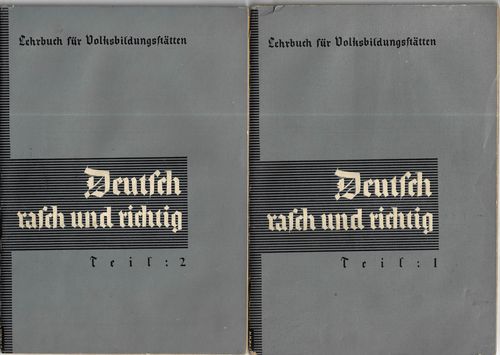 Lehrbuch für Volksbildungsstätten
Deutsch
rasch und richtig
Teil: 2
Lehrbuch für Volksbildungsstätten
Deutsch
rasch und richtig
Teil: 1